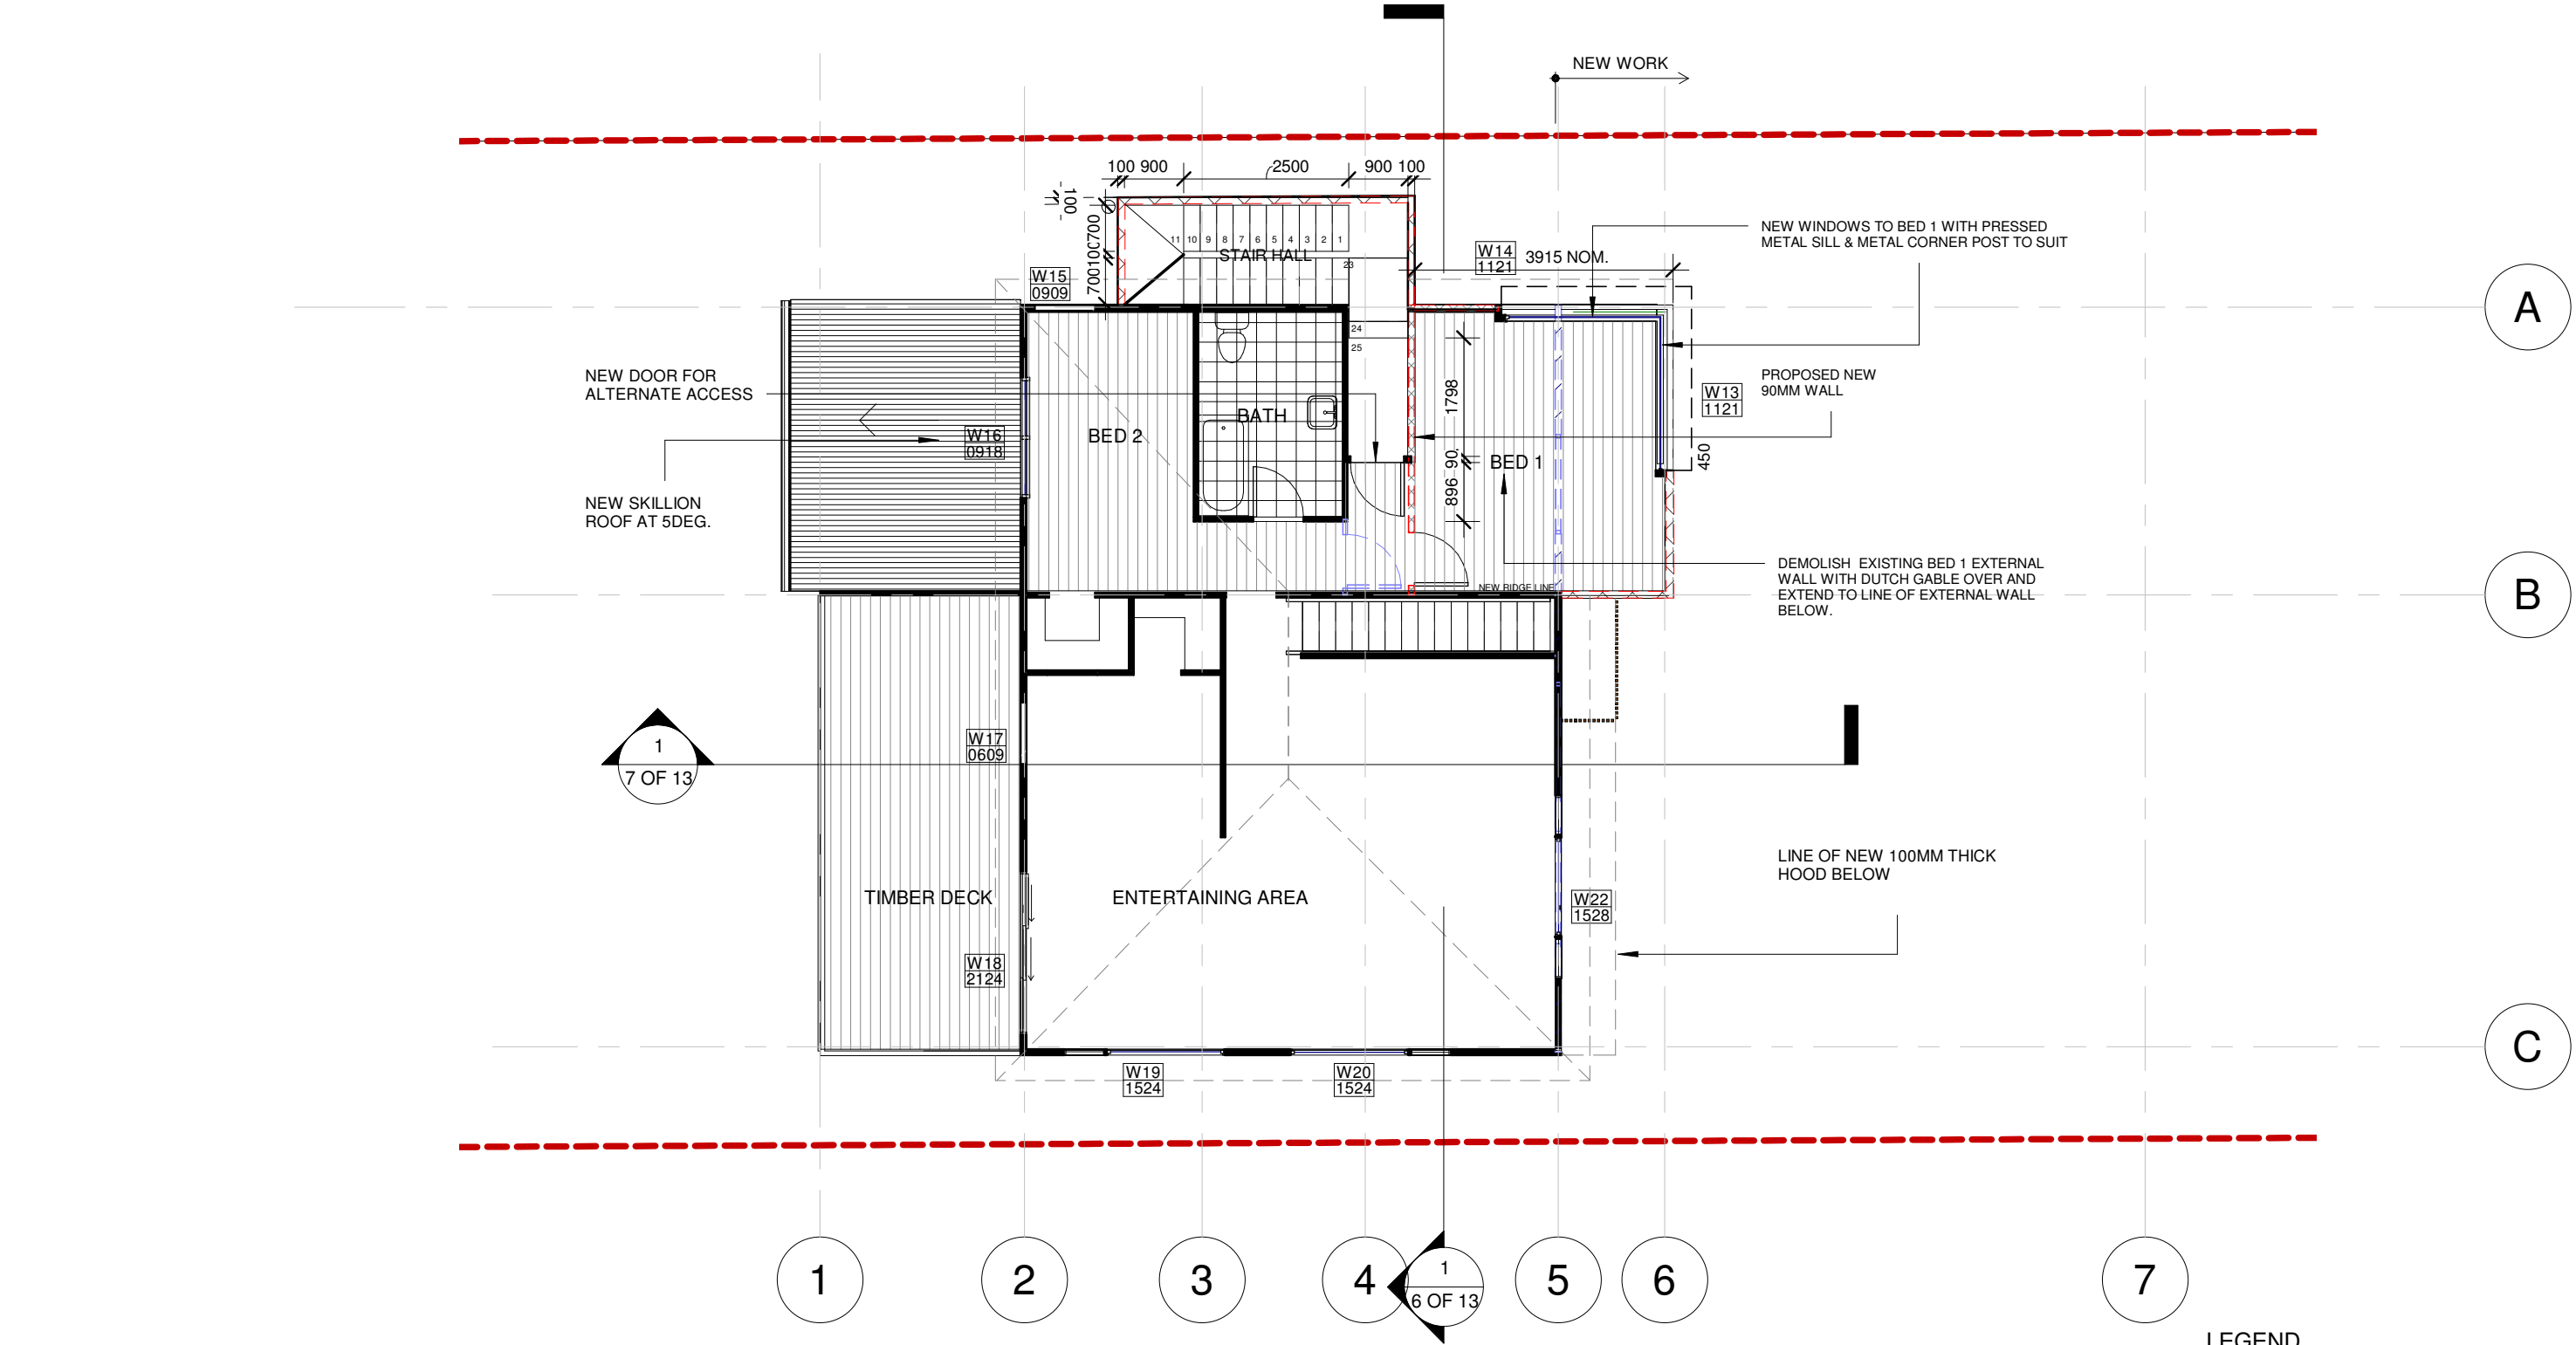 NEW WORK
100 900 2500 900 100
100
700
100
700
11 10 9 8 7 6 5 4 3 2 1
STAIR HALL
23
24
25
W15
0909
W14
1121
3915 NOM.
NEW WINDOWS TO BED 1 WITH PRESSED
METAL SILL & METAL CORNER POST TO SUIT
A
NEW DOOR FOR
ALTERNATE ACCESS
PROPOSED NEW
90MM WALL
W13
1121
450
1798
90
896
W16
0918
BED 2
BATH
BED 1
NEW SKILLION
ROOF AT 5DEG.
DEMOLISH EXISTING BED 1 EXTERNAL
WALL WITH DUTCH GABLE OVER AND
EXTEND TO LINE OF EXTERNAL WALL
BELOW.
NEW RIDGE LINE
B
W17
0609
1
7 OF 13
LINE OF NEW 100MM THICK
HOOD BELOW
TIMBER DECK
ENTERTAINING AREA
W22
1528
W18
2124
C
W19
1524
W20
1524
1
2
3
4
1
6 OF 13
5
6
7
LEGEND